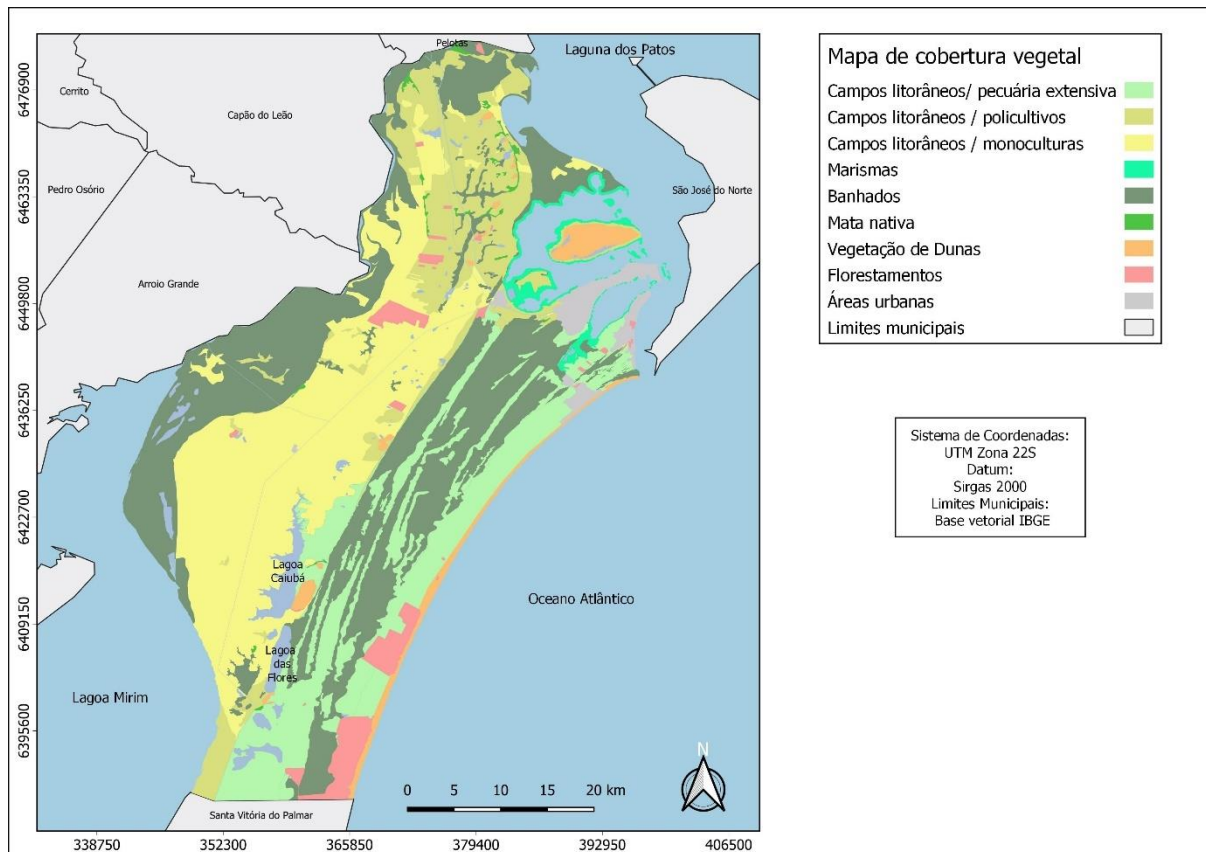 Pelotas
Laguna dos Patos
Cerrito
Capão do Leão
Pedro Osório
São José do Norte
Arroio Grande
Lagoa
Caiubá
Oceano Atlântico
Lagoa
das
Flores
Lagoa Mirim
Santa Vitória do Palmar
N
0 5 10 15 20 km
6476900
6463350
6449800
6436250
6422700
6409150
6395600
338750 352300 365850 379400 392950 406500
Mapa de cobertura vegetal
Campos litorâneos/ pecuária extensiva
Campos litorâneos / policultivos
Campos litorâneos / monoculturas
Marismas
Banhados
Mata nativa
Vegetação de Dunas
Florestamentos
Áreas urbanas
Limites municipais
Sistema de Coordenadas:
UTM Zona 22S
Datum:
Sirgas 2000
Limites Municipais:
Base vetorial IBGE